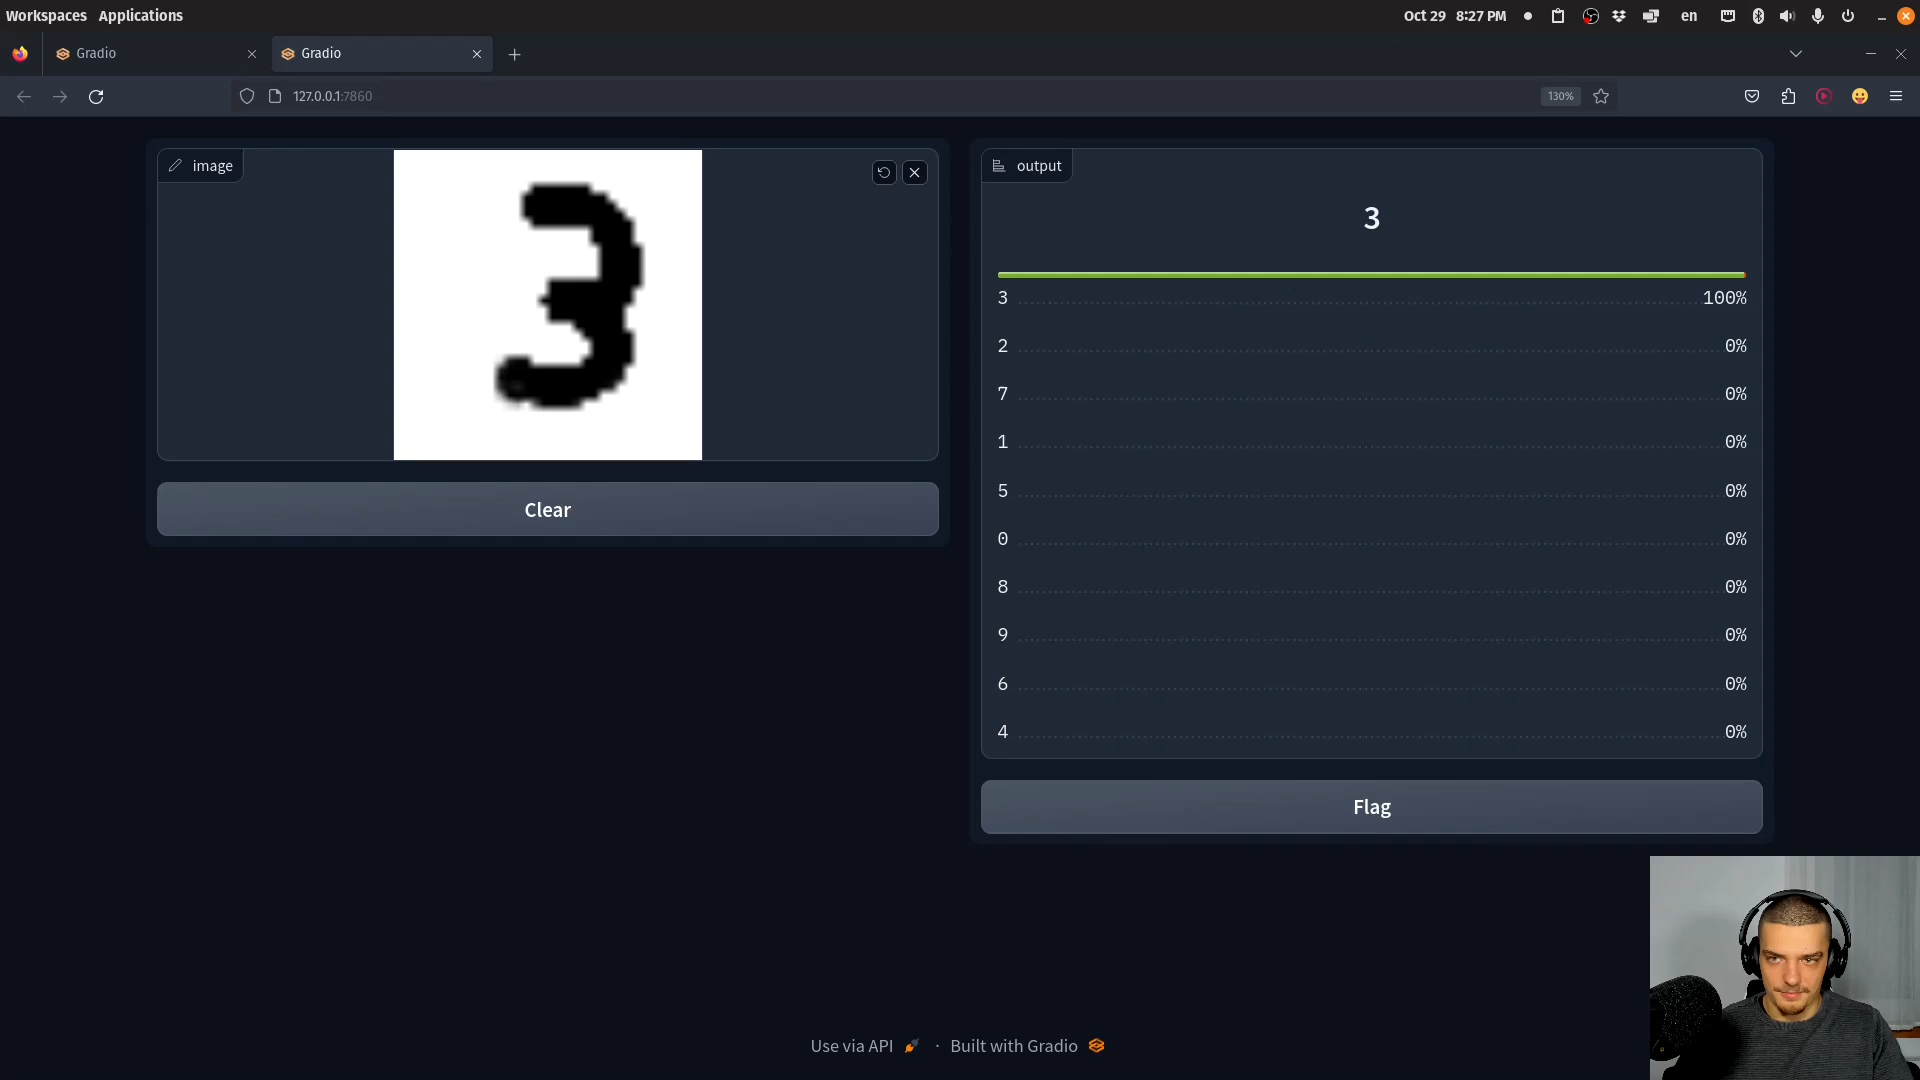 Workspaces Applications
Oct 29 8:27 PM
en
Gradio
Gradio
127.0.0.1:7860
130%
image
3
Clear
output
3
3 100%
2 0%
7 0%
1 0%
5 0%
0 0%
8 0%
9 0%
6 0%
4 0%
Flag
Use via API · Built with Gradio